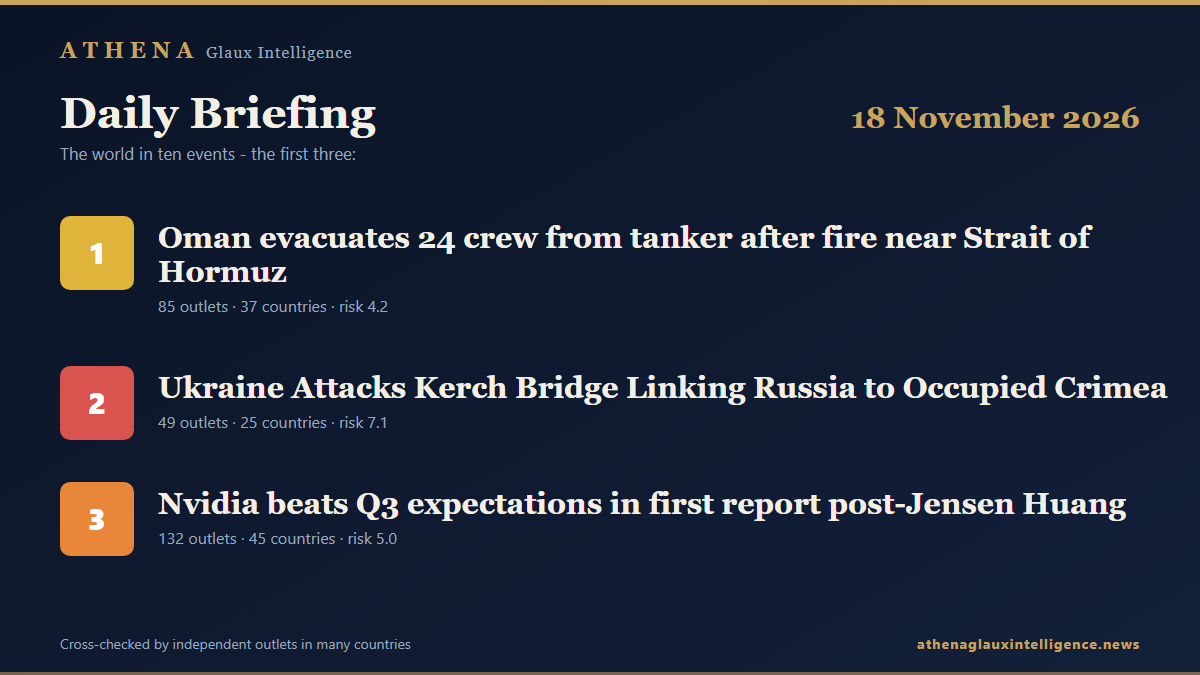 ATHENA Glaux Intelligence
Daily Briefing
18 November 2026
The world in ten events - the first three:
1
Oman evacuates 24 crew from tanker after fire near Strait of
Hormuz
85 outlets · 37 countries · risk 4.2
2
Ukraine Attacks Kerch Bridge Linking Russia to Occupied Crimea
49 outlets · 25 countries · risk 7.1
3
Nvidia beats Q3 expectations in first report post-Jensen Huang
132 outlets · 45 countries · risk 5.0
Cross-checked by independent outlets in many countries
athenaglauxintelligence.news